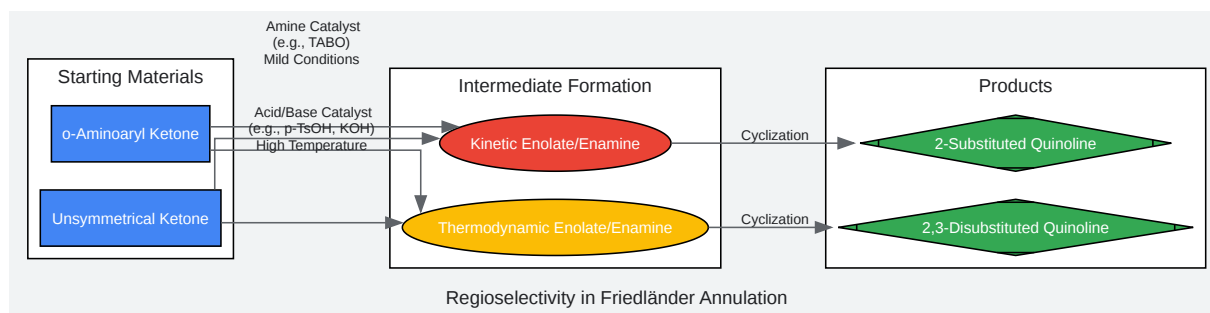 Amine Catalyst
(e.g., TABO)
Mild Conditions
Starting Materials
Intermediate Formation
Products
o-Aminoaryl Ketone
Acid/Base Catalyst
(e.g., p-TsOH, KOH)
High Temperature
Kinetic Enolate/Enamine
Cyclization
2-Substituted Quinoline
Unsymmetrical Ketone
Thermodynamic Enolate/Enamine
Cyclization
2,3-Disubstituted Quinoline
Regioselectivity in Friedländer Annulation